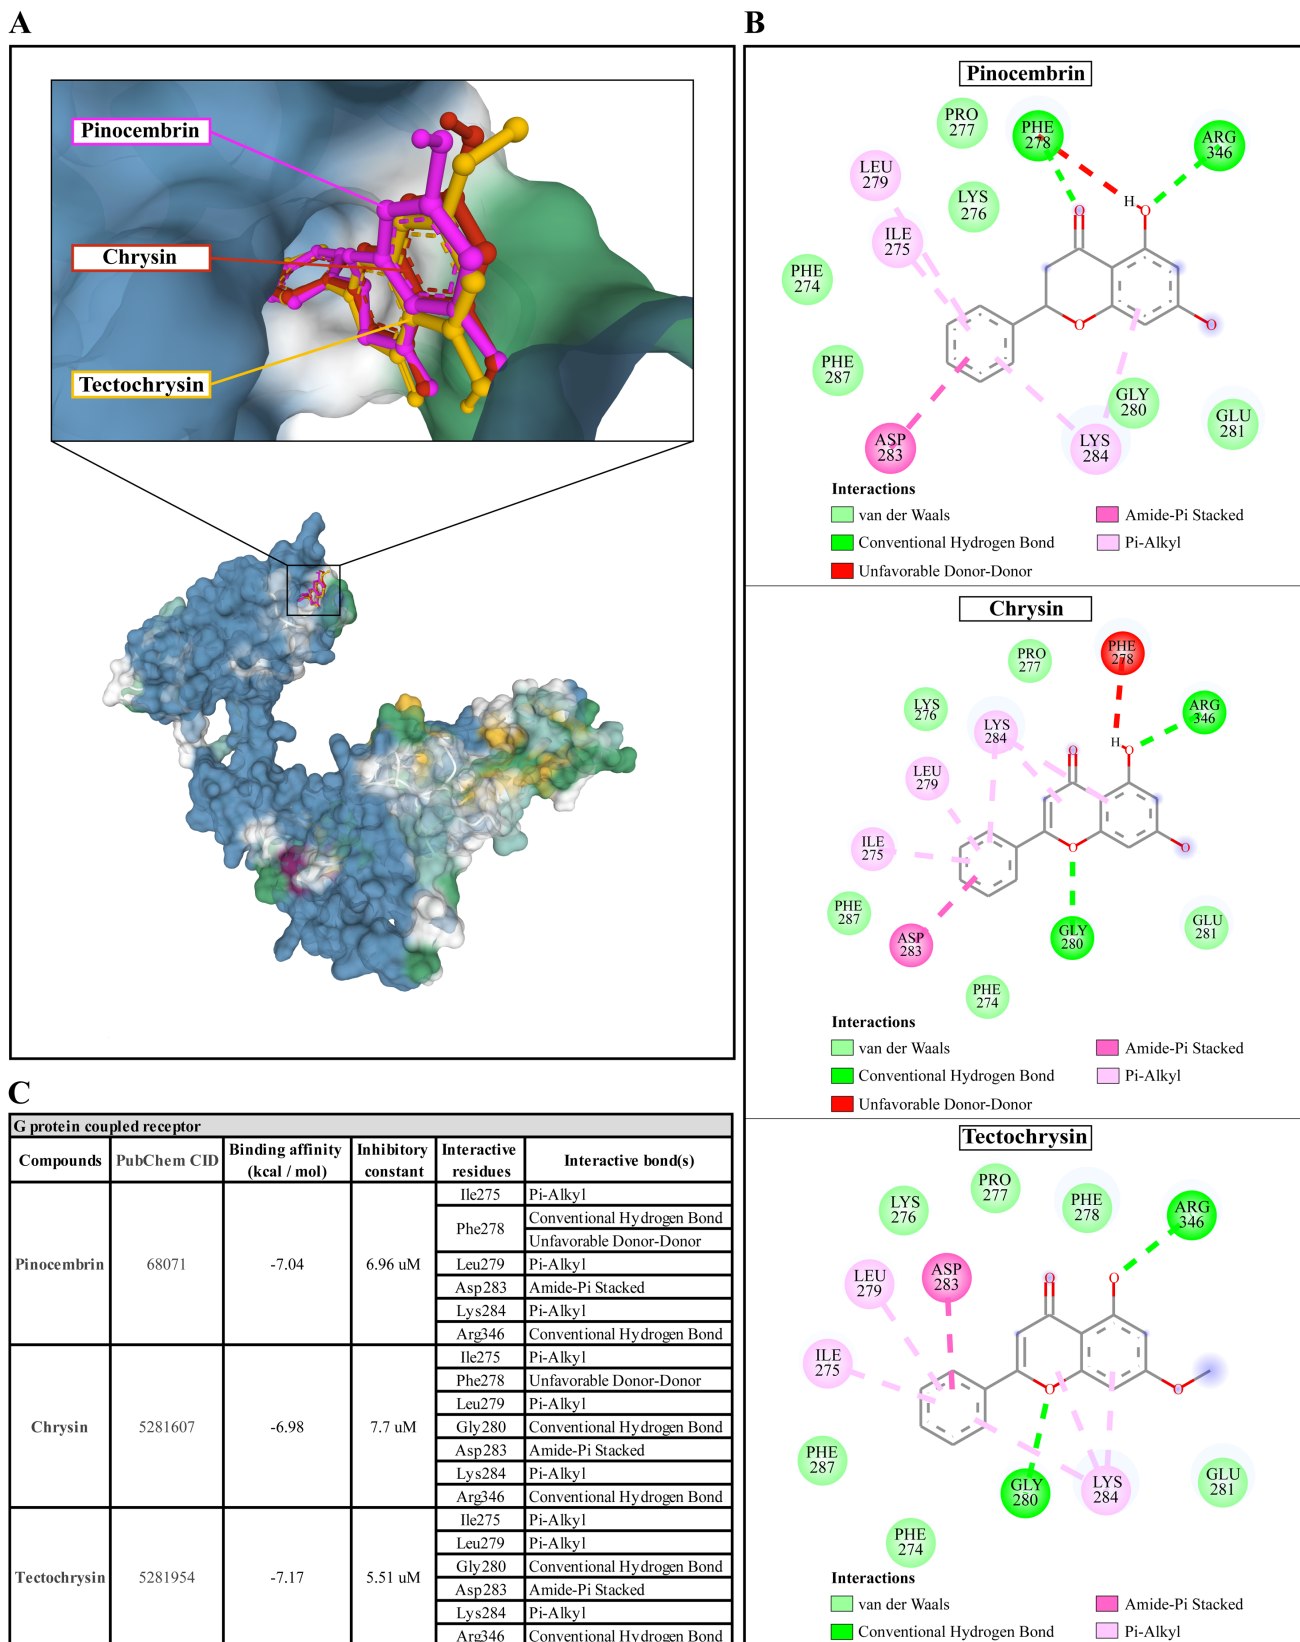 A
Pinocembrin
Chrysin
Tectochrysin
B
Pinocembrin
PRO
277
PHE
278
ARG
346
LEU
279
LYS
276
ILE
275
PHE
274
PHE
287
GLY
280
GLU
281
ASP
283
LYS
284
H
O
O
O
O
Interactions
van der Waals
Amide-Pi Stacked
Conventional Hydrogen Bond
Pi-Alkyl
Unfavorable Donor-Donor
Chrysin
PRO
277
PHE
278
LYS
276
LYS
284
ARG
346
LEU
279
ILE
275
PHE
287
ASP
283
GLY
280
GLU
281
PHE
274
H
O
O
O
O
Interactions
van der Waals
Amide-Pi Stacked
Conventional Hydrogen Bond
Pi-Alkyl
Unfavorable Donor-Donor
Tectochrysin
LYS
276
PRO
277
PHE
278
ARG
346
LEU
279
ASP
283
ILE
275
PHE
287
GLY
280
LYS
284
GLU
281
PHE
274
O
O
O
O
Interactions
van der Waals
Amide-Pi Stacked
Conventional Hydrogen Bond
Pi-Alkyl
C
G protein coupled receptor
Compounds PubChem CID Binding affinity (kcal / mol) Inhibitory constant Interactive residues Interactive bond(s)
Pinocembrin 68071 -7.04 6.96 uM
Ile275 Pi-Alkyl
Phe278 Conventional Hydrogen Bond
Unfavorable Donor-Donor
Leu279 Pi-Alkyl
Asp283 Amide-Pi Stacked
Lys284 Pi-Alkyl
Arg346 Conventional Hydrogen Bond
Chrysin 5281607 -6.98 7.7 uM
Ile275 Pi-Alkyl
Phe278 Unfavorable Donor-Donor
Leu279 Pi-Alkyl
Gly280 Conventional Hydrogen Bond
Asp283 Amide-Pi Stacked
Lys284 Pi-Alkyl
Arg346 Conventional Hydrogen Bond
Tectochrysin 5281954 -7.17 5.51 uM
Ile275 Pi-Alkyl
Leu279 Pi-Alkyl
Gly280 Conventional Hydrogen Bond
Asp283 Amide-Pi Stacked
Lys284 Pi-Alkyl
Arg346 Conventional Hydrogen Bond